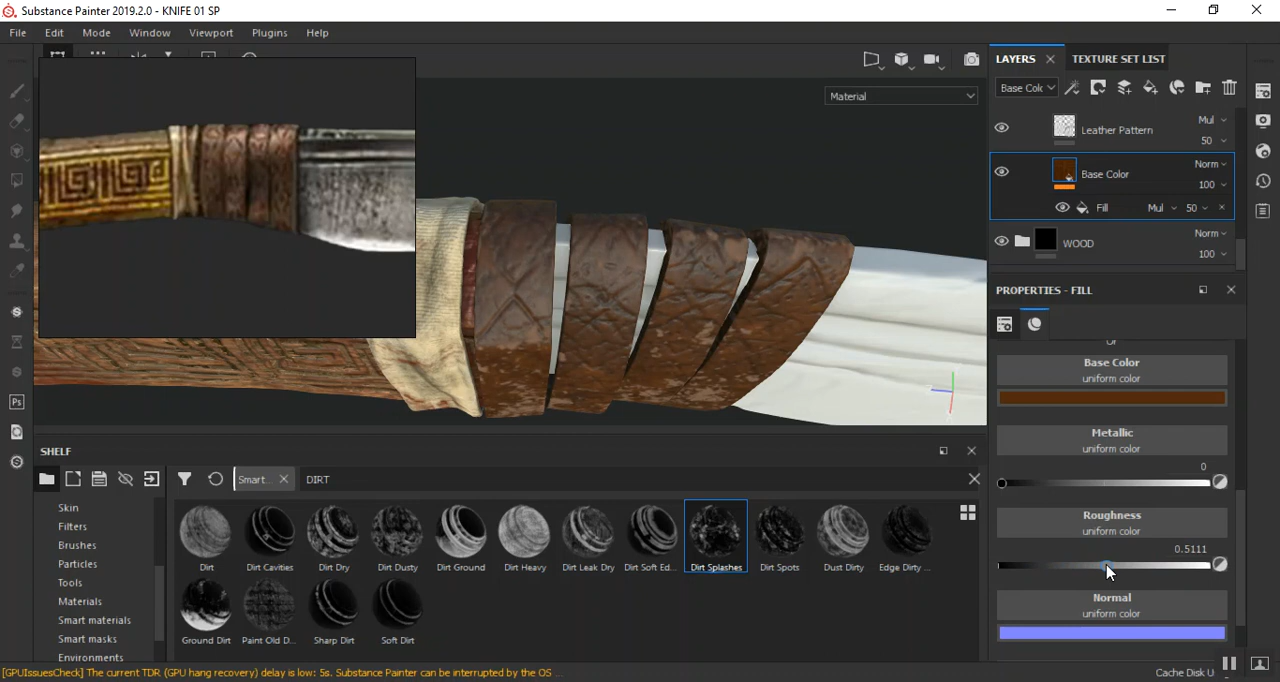 Substance Painter 2019.2.0 - KNIFE 01 SP
File Edit Mode Window Viewport Plugins Help
LAYERS TEXTURE SET LIST
Material
Base Col
Leather Pattern
Mul
50
Base Color
Norm
100
Fill Mul 50
WOOD
Norm
100
PROPERTIES - FILL
Base Color
uniform color
Metallic
uniform color
0
Roughness
uniform color
0.5111
Normal
uniform color
SHELF
Smart... DIRT
Skin
Filters
Brushes
Particles
Tools
Materials
Smart materials
Smart masks
Environments
Dirt
Dirt Cavities
Dirt Dry
Dirt Dusty
Dirt Ground
Dirt Heavy
Dirt Leak Dry
Dirt Soft Ed...
Dirt Splashes
Dirt Spots
Dust Dirty
Edge Dirty ...
Ground Dirt
Paint Old D...
Sharp Dirt
Soft Dirt
Ps
[GPUIssuesCheck] The current TDR (GPU hang recovery) delay is low: 5s. Substance Painter can be interrupted by the OS ...
Cache Disk U